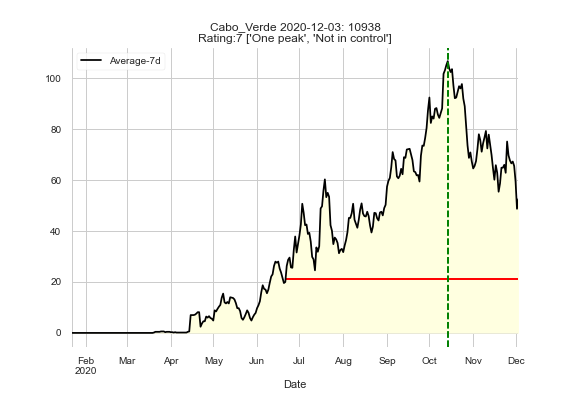 Cabo_Verde 2020-12-03: 10938
Rating:7 ['One peak', 'Not in control']
Average-7d
100
80
60
40
20
0
Feb Mar Apr May Jun Jul Aug Sep Oct Nov Dec
2020
Date